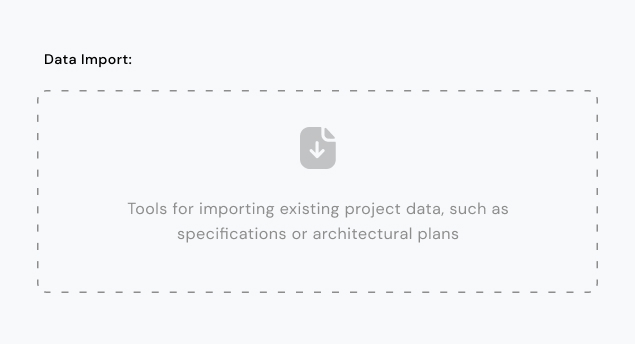 Data Import:
Tools for importing existing project data, such as
specifications or architectural plans